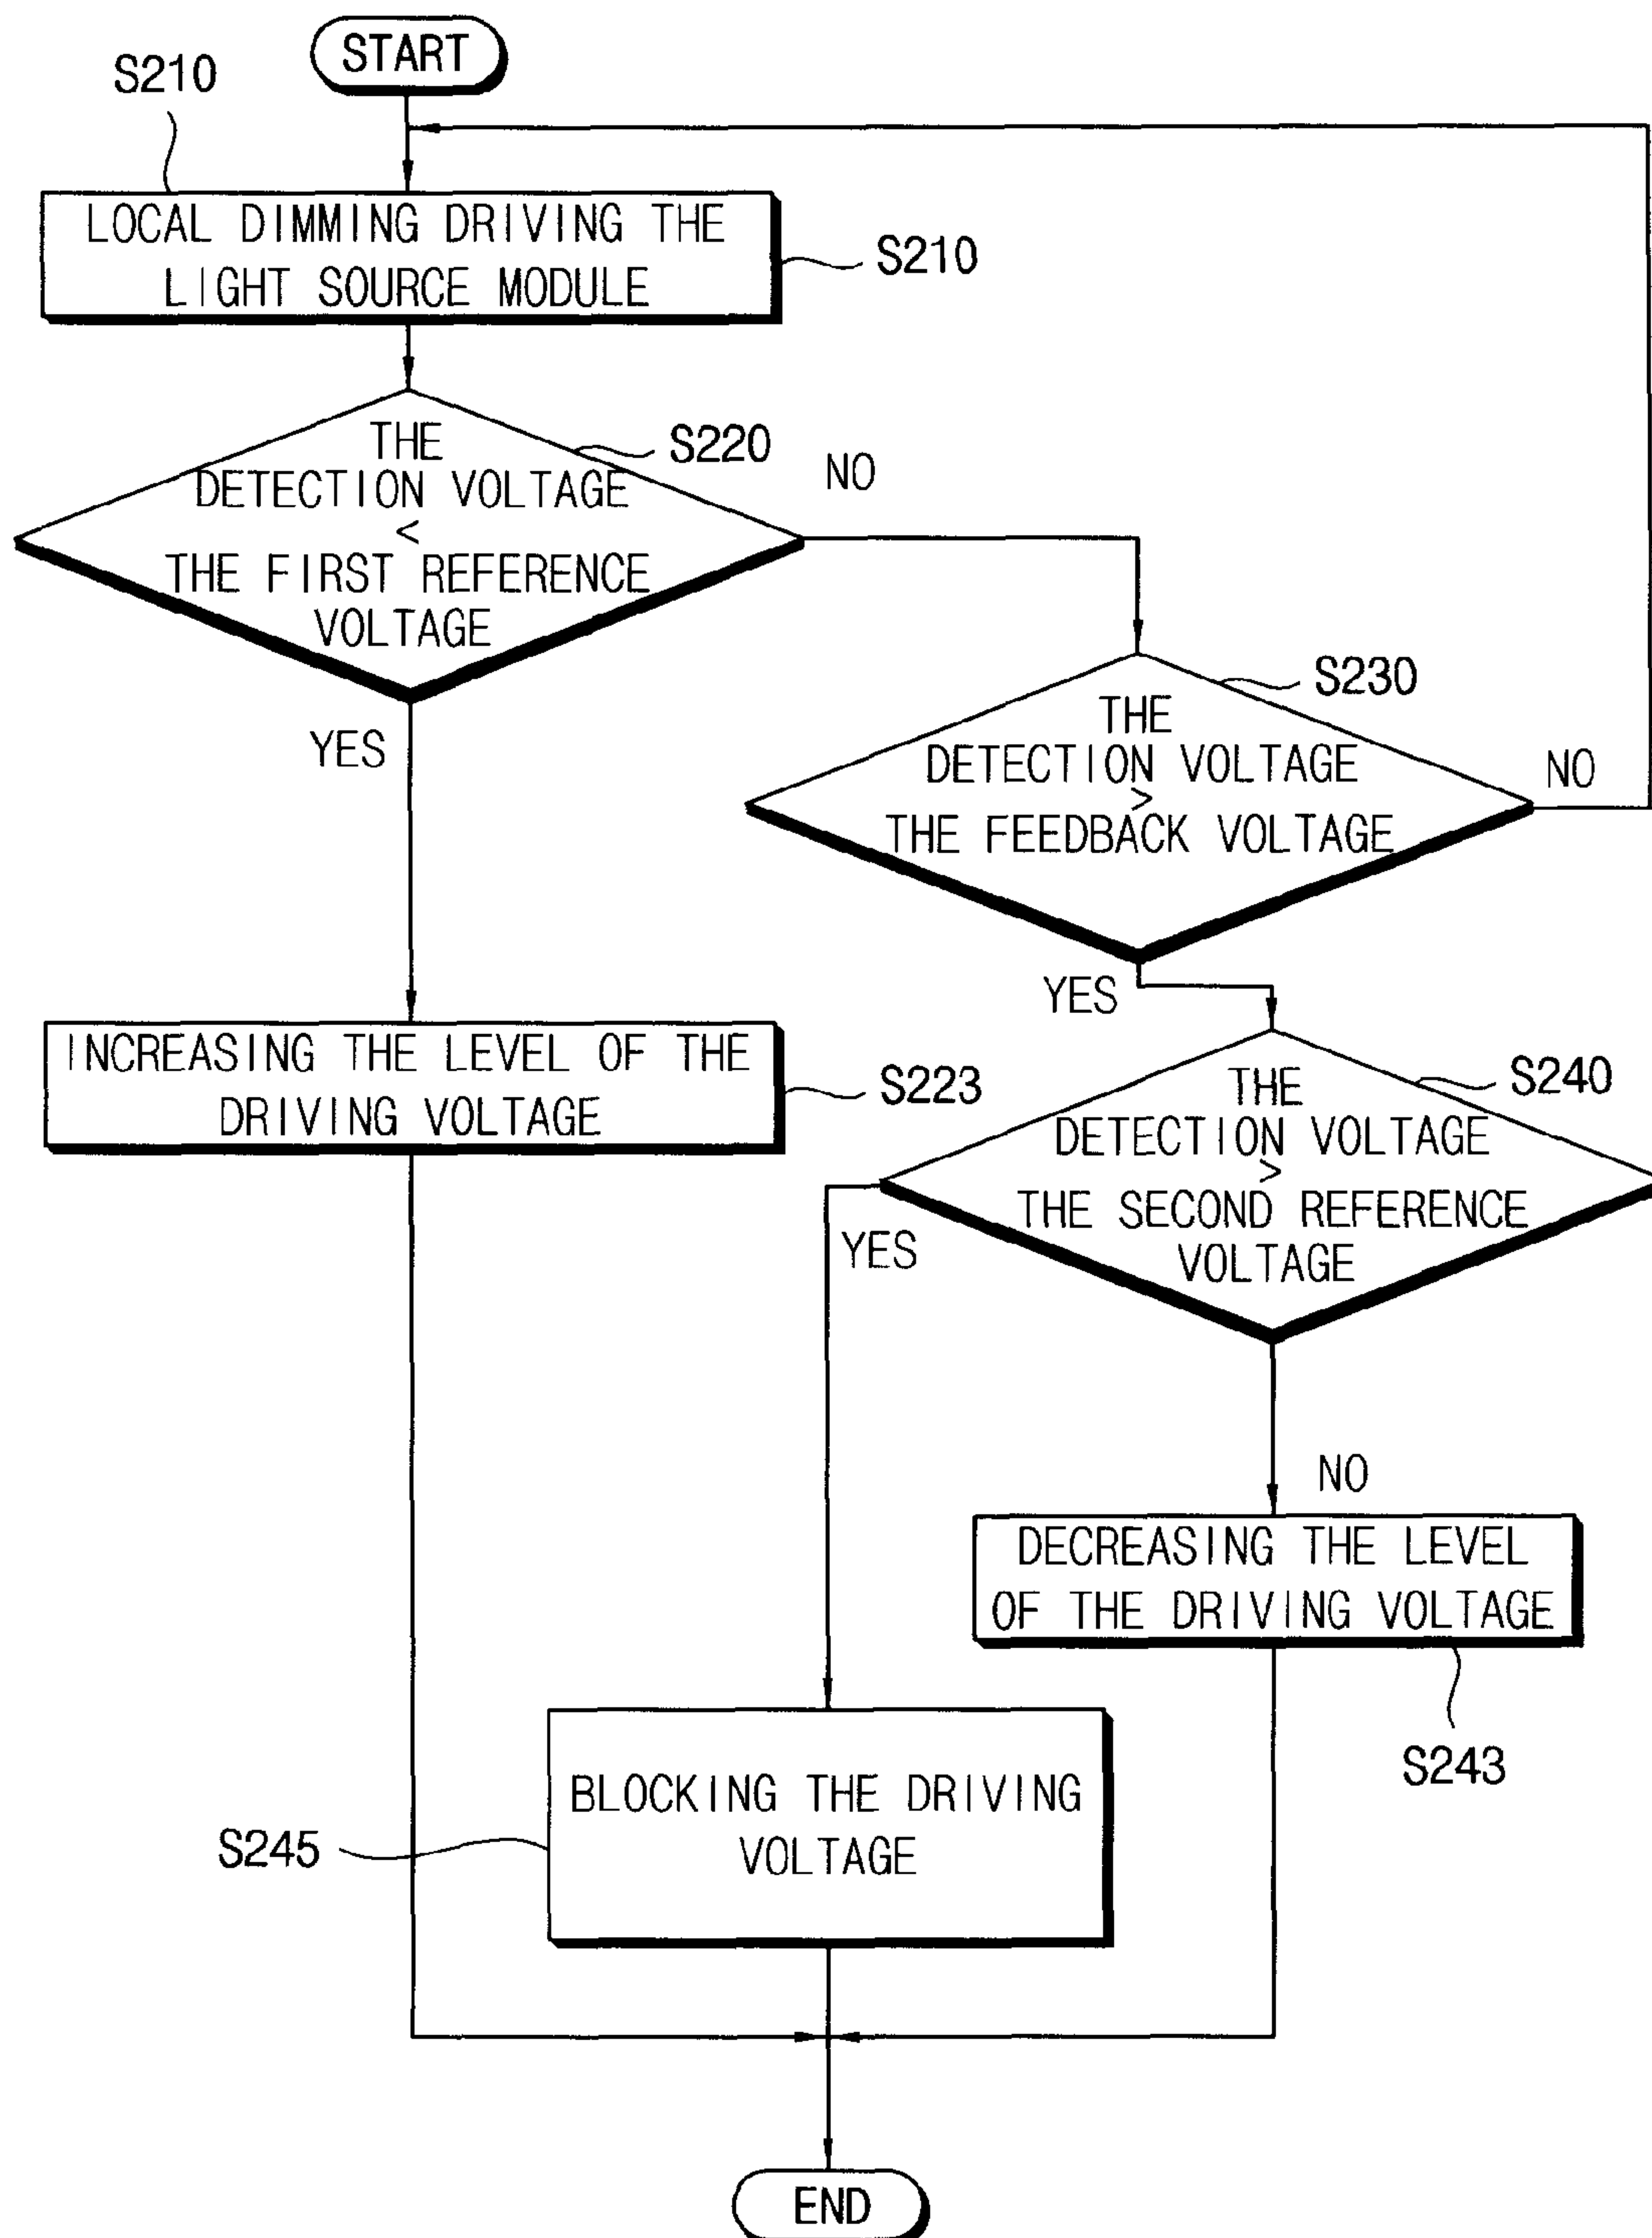 START
S210
LOCAL DIMMING DRIVING THE
LIGHT SOURCE MODULE
S210
THE
DETECTION VOLTAGE
<
THE FIRST REFERENCE
VOLTAGE
S220
NO
YES
THE
DETECTION VOLTAGE
>
THE FEEDBACK VOLTAGE
S230
NO
YES
INCREASING THE LEVEL OF THE
DRIVING VOLTAGE
S223
THE
DETECTION VOLTAGE
>
THE SECOND REFERENCE
VOLTAGE
S240
YES
NO
DECREASING THE LEVEL
OF THE DRIVING VOLTAGE
S243
BLOCKING THE DRIVING
VOLTAGE
S245
END